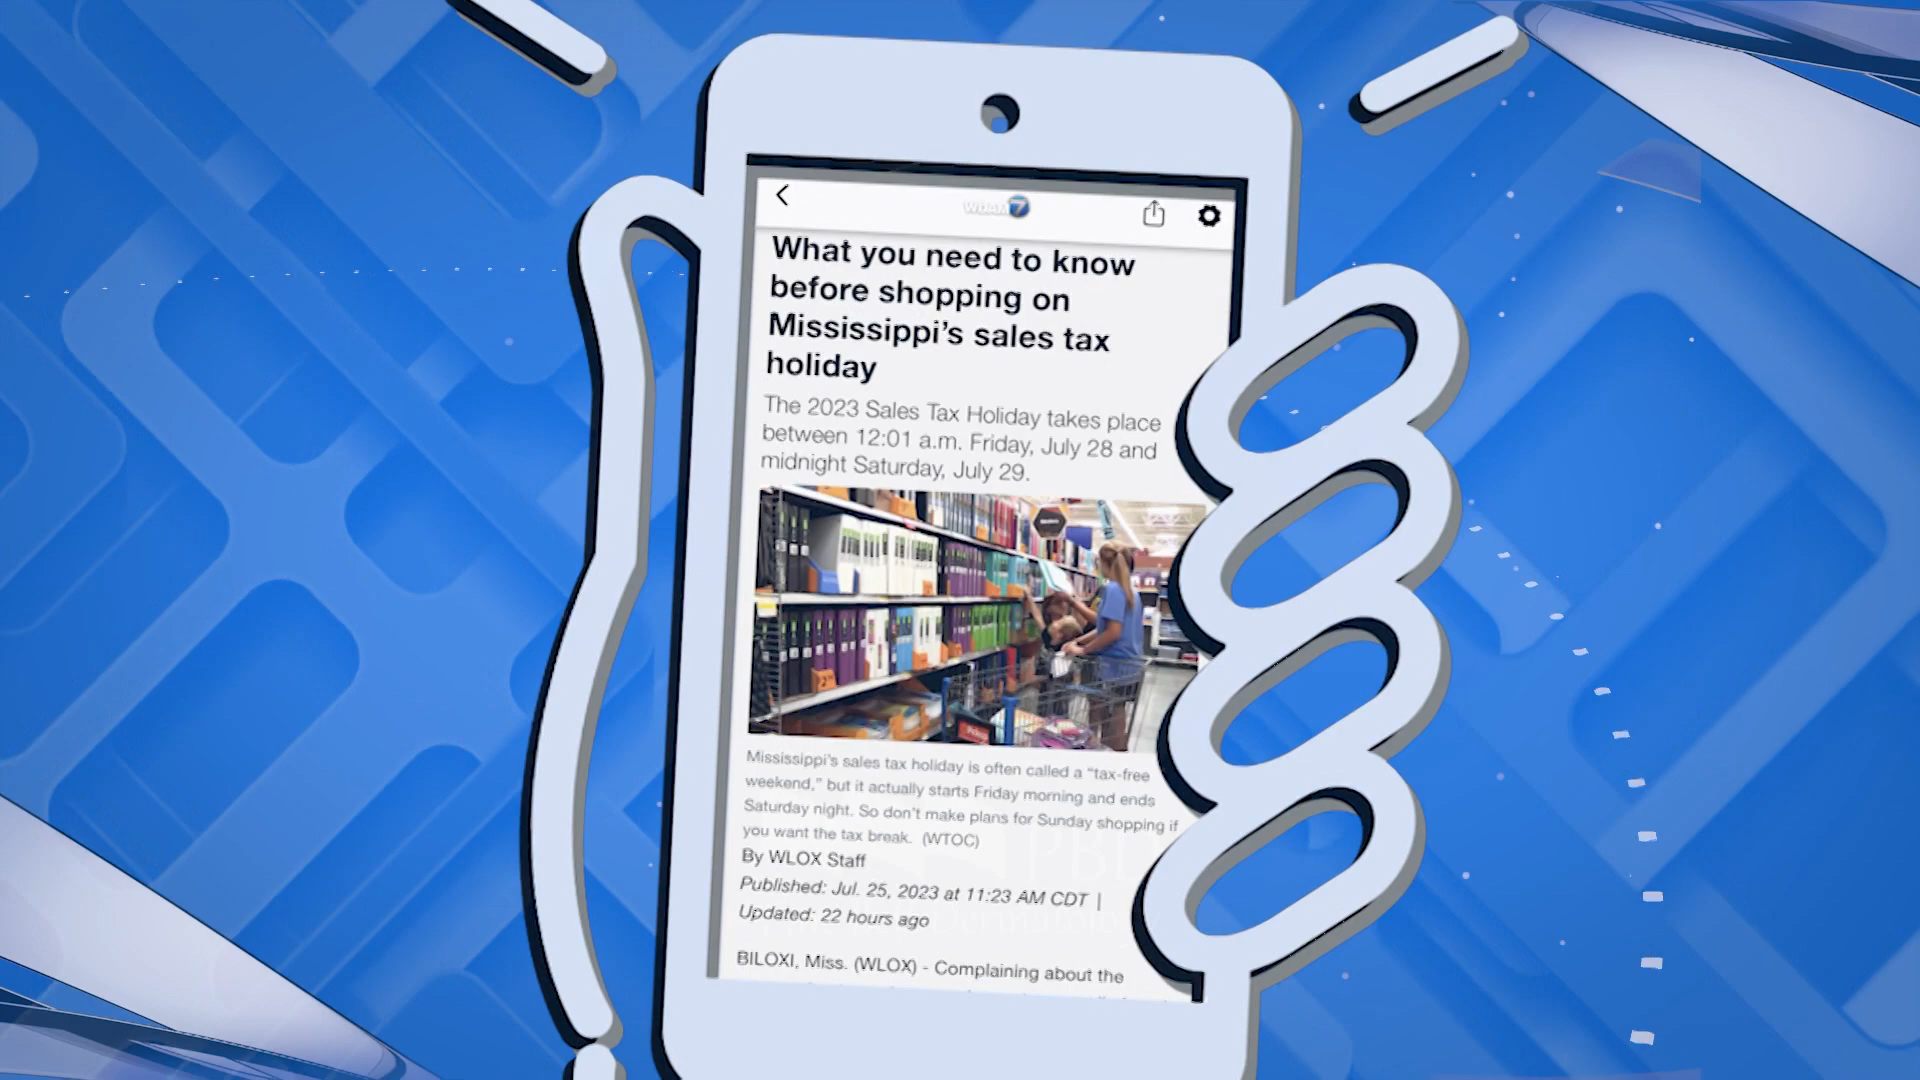 WDAM 7
What you need to know
before shopping on
Mississippi's sales tax
holiday
The 2023 Sales Tax Holiday takes place
between 12:01 a.m. Friday, July 28 and
midnight Saturday, July 29.
Mississippi's sales tax holiday is often called a "tax-free
weekend," but it actually starts Friday morning and ends
Saturday night. So don't make plans for Sunday shopping if
you want the tax break. (WTOC)
By WLOX Staff
Published: Jul. 25, 2023 at 11:23 AM CDT |
Updated: 22 hours ago
BILOXI, Miss. (WLOX) - Complaining about the